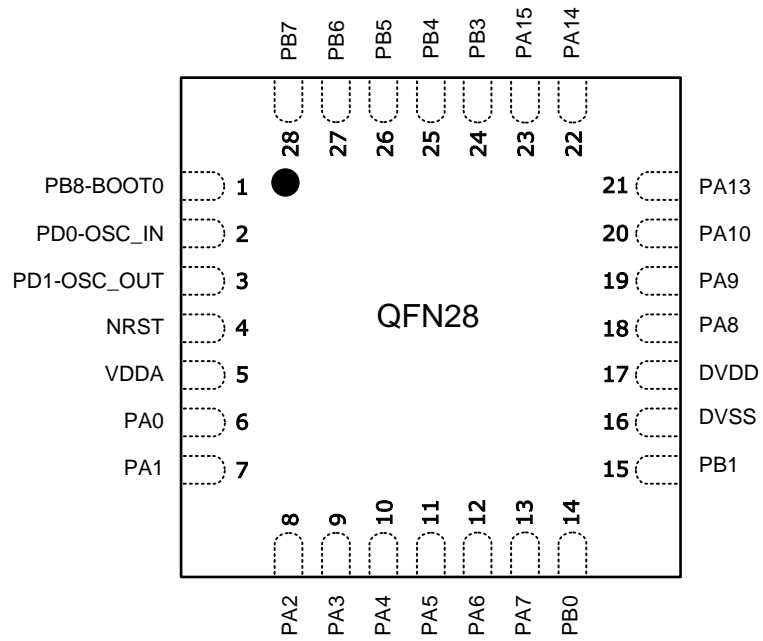 PB7 PB6 PB5 PB4 PB3 PA15 PA14
28 27 26 25 24 23 22
PB8-BOOT0 1 21 PA13
PD0-OSC_IN 2 20 PA10
PD1-OSC_OUT 3 19 PA9
QFN28
NRST 4 18 PA8
VDDA 5 17 DVDD
PA0 6 16 DVSS
PA1 7 15 PB1
8 9 10 11 12 13 14
PA2 PA3 PA4 PA5 PA6 PA7 PB0